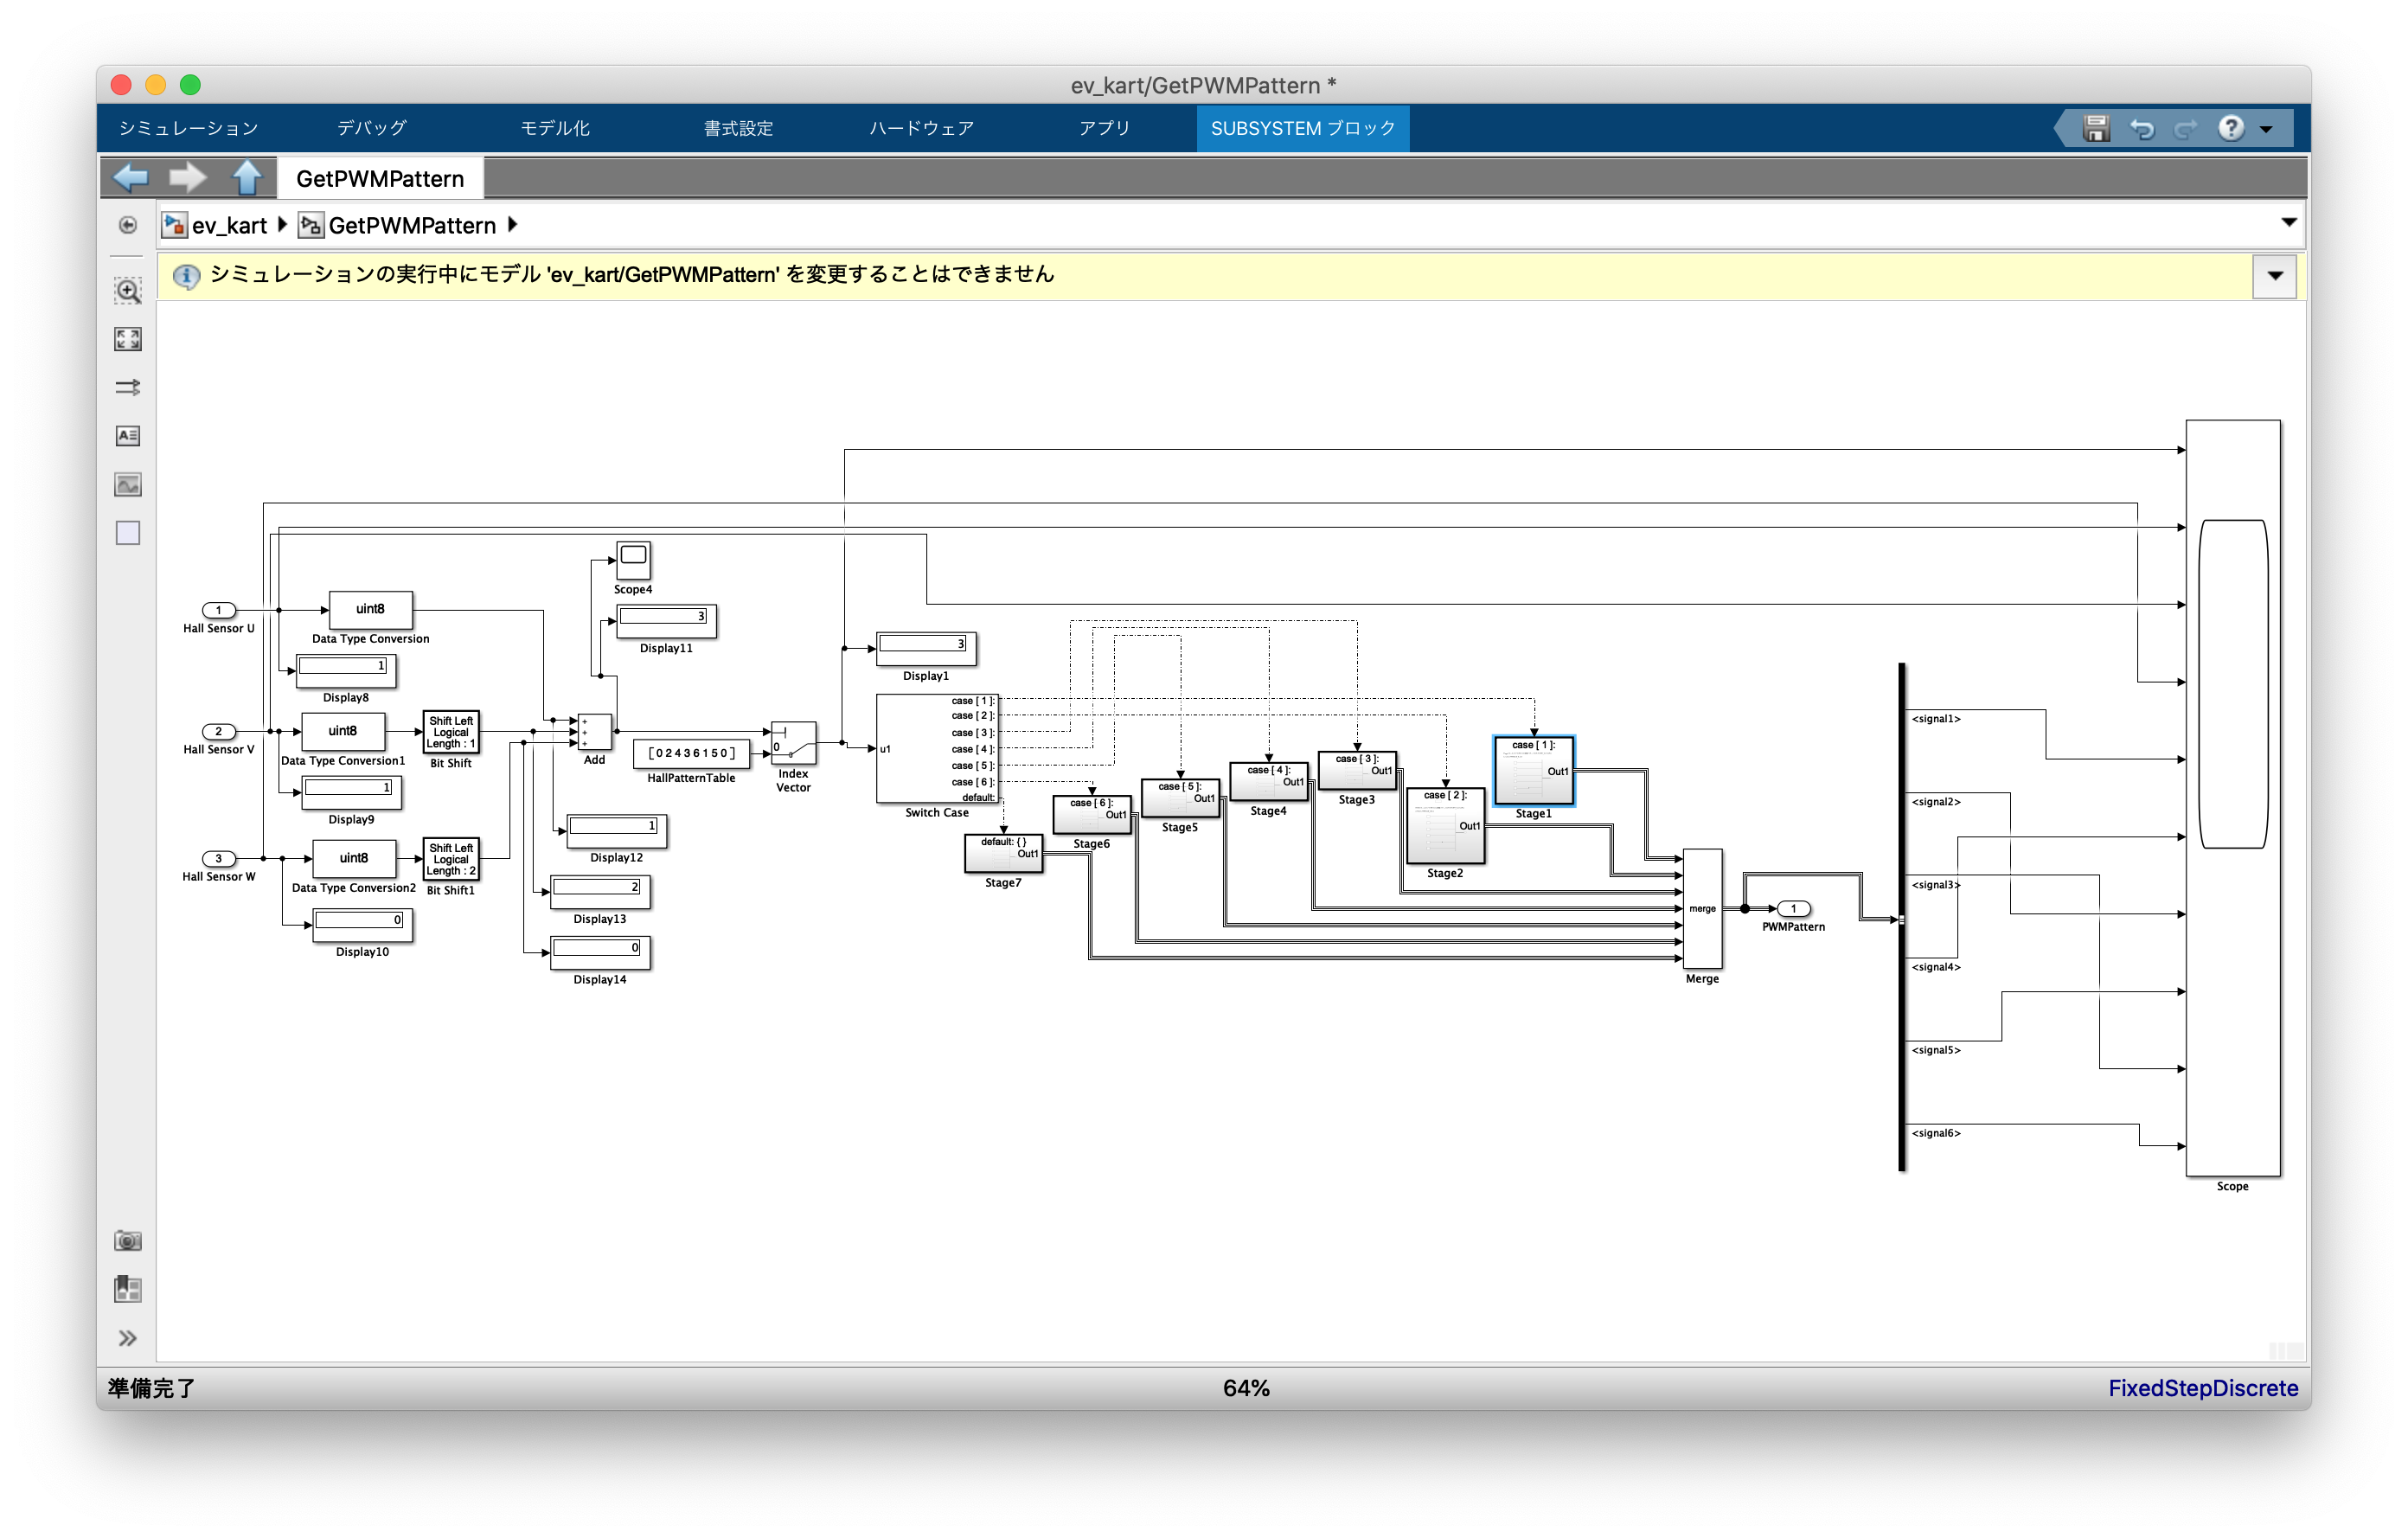 ev_kart/GetPWMPattern *
シミュレーション デバッグ モデル化 書式設定 ハードウェア アプリ SUBSYSTEM ブロック
GetPWMPattern
ev_kart GetPWMPattern
シミュレーションの実行中にモデル 'ev_kart/GetPWMPattern' を変更することはできません
1
Hall Sensor U
uint8
Data Type Conversion
1
Display8
2
Hall Sensor V
uint8
Data Type Conversion1
Shift Left
Logical
Length : 1
Bit Shift
1
Display9
3
Hall Sensor W
uint8
Data Type Conversion2
Shift Left
Logical
Length : 2
Bit Shift1
0
Display10
Scope4
3
Display11
+
+
+
Add
[0 2 4 3 6 1 5 0]
HallPatternTable
0
Index
Vector
1
Display12
2
Display13
0
Display14
3
Display1
u1
case [ 1 ]:
case [ 2 ]:
case [ 3 ]:
case [ 4 ]:
case [ 5 ]:
case [ 6 ]:
default:
Switch Case
default: { }
Out1
Stage7
case [ 6 ]:
Out1
Stage6
case [ 5 ]:
Out1
Stage5
case [ 4 ]:
Out1
Stage4
case [ 3 ]:
Out1
Stage3
case [ 2 ]:
Out1
Stage2
case [ 1 ]:
Out1
Stage1
merge
Merge
1
PWMPattern
<signal1>
<signal2>
<signal3>
<signal4>
<signal5>
<signal6>
Scope
準備完了 64% FixedStepDiscrete